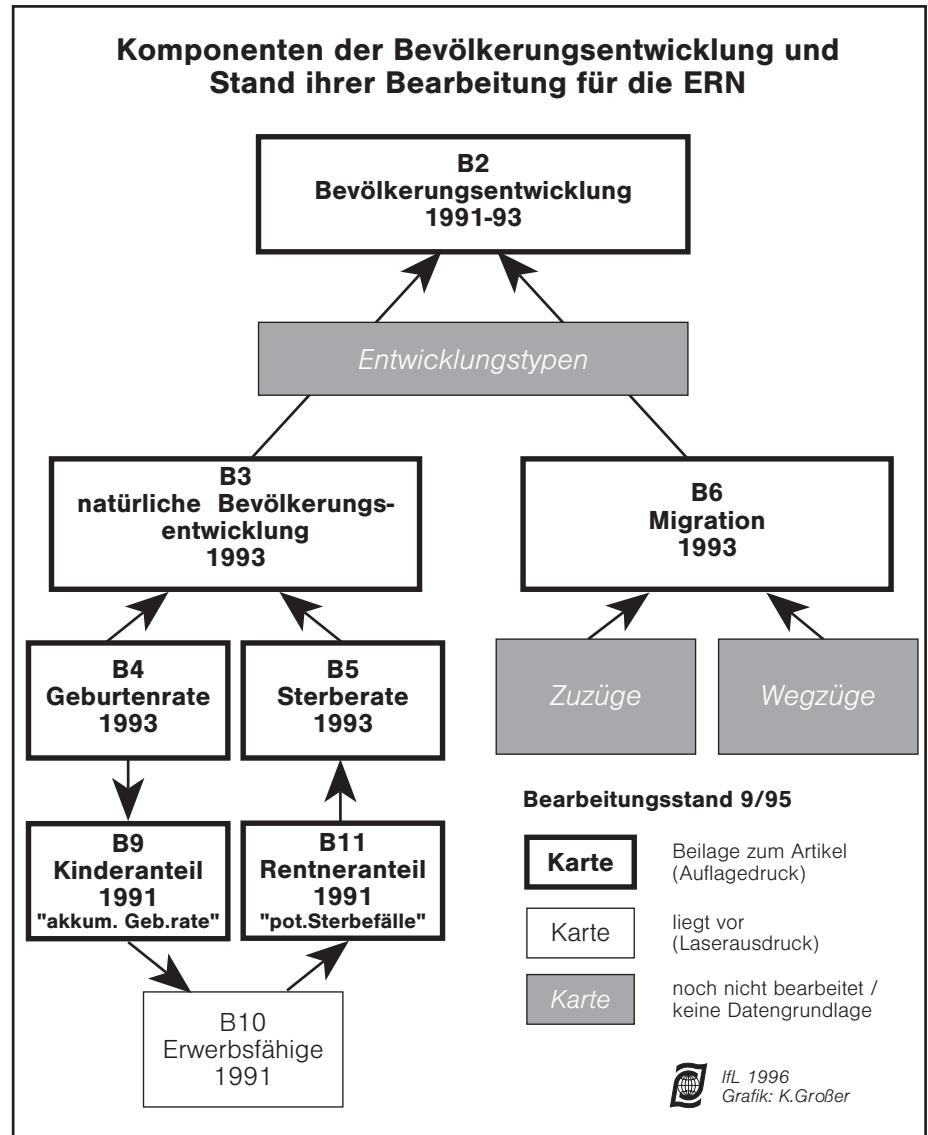 Komponenten der Bevölkerungsentwicklung und
Stand ihrer Bearbeitung für die ERN
B2
Bevölkerungsentwicklung
1991-93
Entwicklungstypen
B3
natürliche Bevölkerungs-
entwicklung
1993
B6
Migration
1993
B4
Geburtenrate
1993
B5
Sterberate
1993
Zuzüge
Wegzüge
B9
Kinderanteil
1991
"akkum. Geb.rate"
B11
Rentneranteil
1991
"pot.Sterbefälle"
B10
Erwerbsfähige
1991
Bearbeitungsstand 9/95
Karte
Beilage zum Artikel
(Auflagedruck)
Karte
liegt vor
(Laserausdruck)
Karte
noch nicht bearbeitet /
keine Datengrundlage
IfL 1996
Grafik: K.Großer